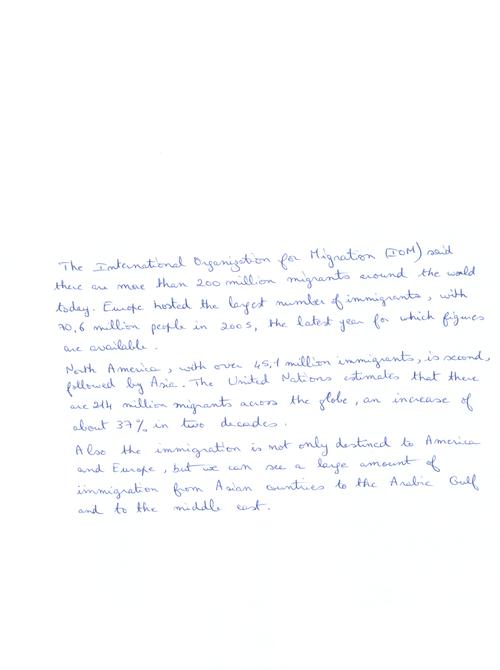 The International Organization for Migration (IOM) said
there are more than 200 million migrants around the world
today. Europe hosted the largest number of immigrants, with
70,6 million people in 2005, the latest year for which figures
are available.
North America, with over 45,1 million immigrants, is second,
followed by Asia. The United Nations estimates that there
are 214 million migrants across the globe, an increase of
about 37% in two decades.
Also the immigration is not only destined to America
and Europe, but we can see a large amount of
immigration from Asian countries to the Arabic Gulf
and to the middle east.